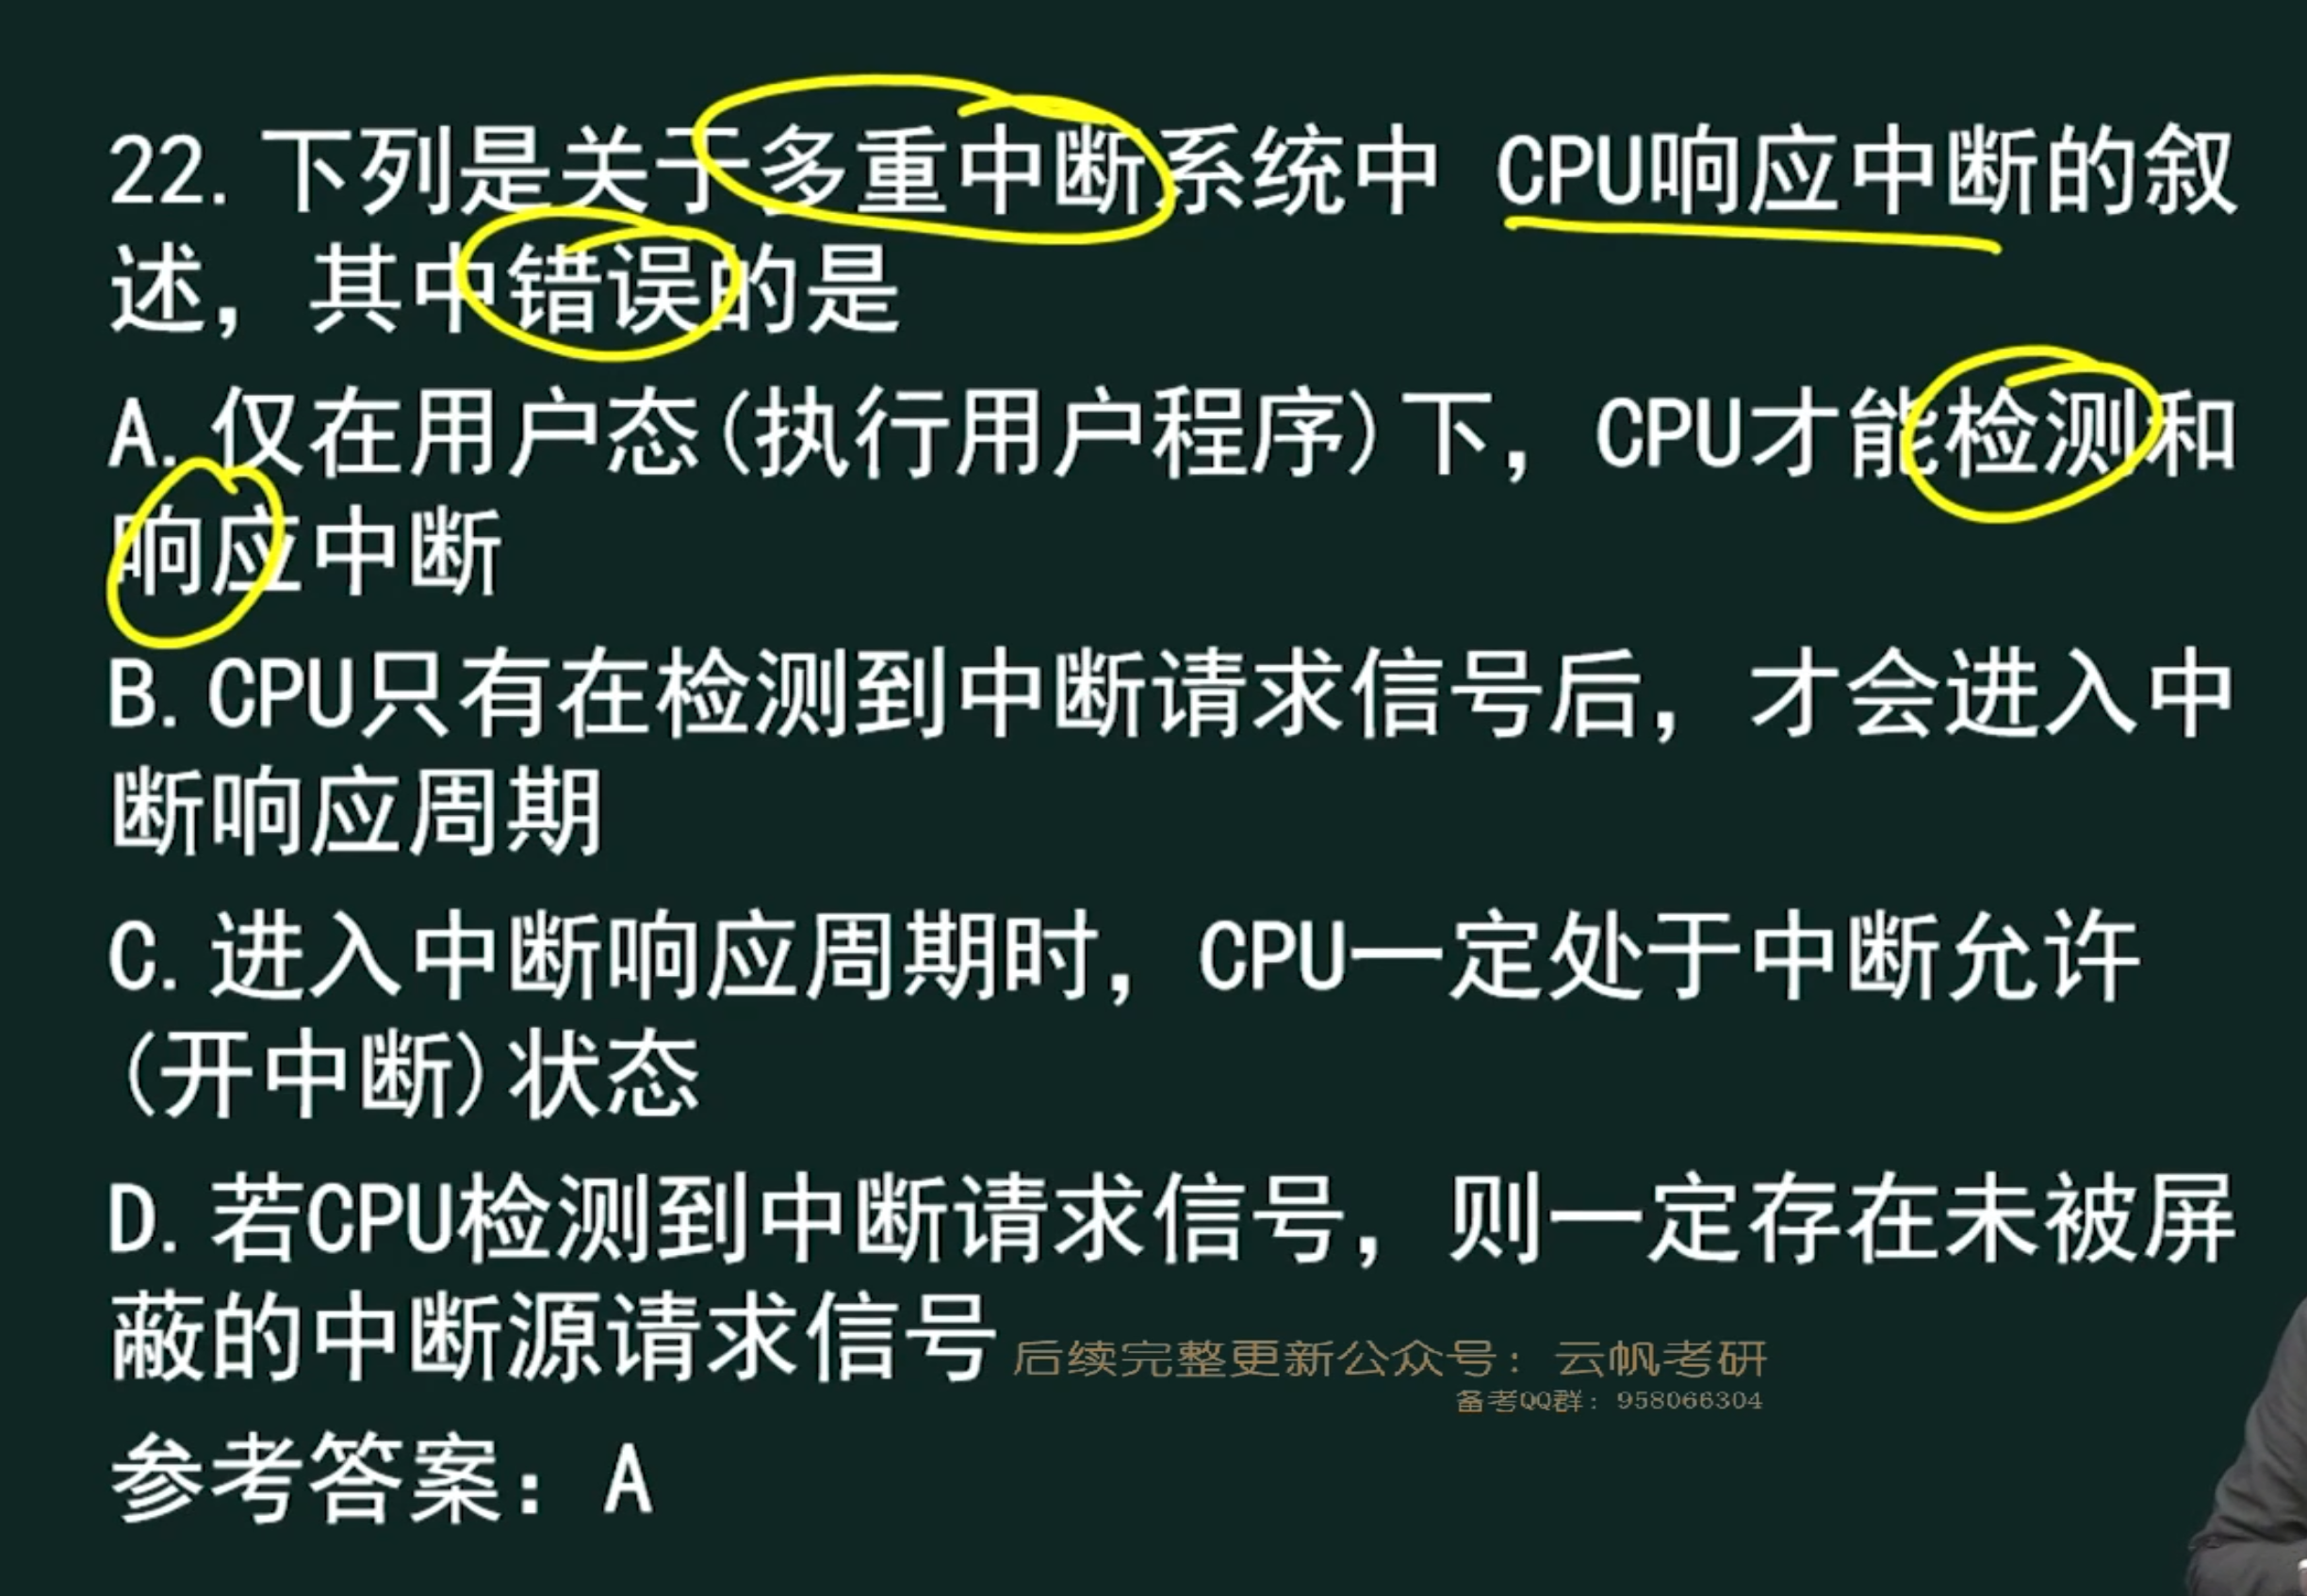 22.下列是关于多重中断系统中 CPU响应中断的叙
述，其中错误的是
A.仅在用户态(执行用户程序)下，CPU才能检测和
响应中断
B.CPU只有在检测到中断请求信号后，才会进入中
断响应周期
C.进入中断响应周期时，CPU一定处于中断允许
(开中断)状态
D.若CPU检测到中断请求信号，则一定存在未被屏
蔽的中断源请求信号
后续完整更新公众号：云帆考研
备考QQ群：958066304
参考答案：A